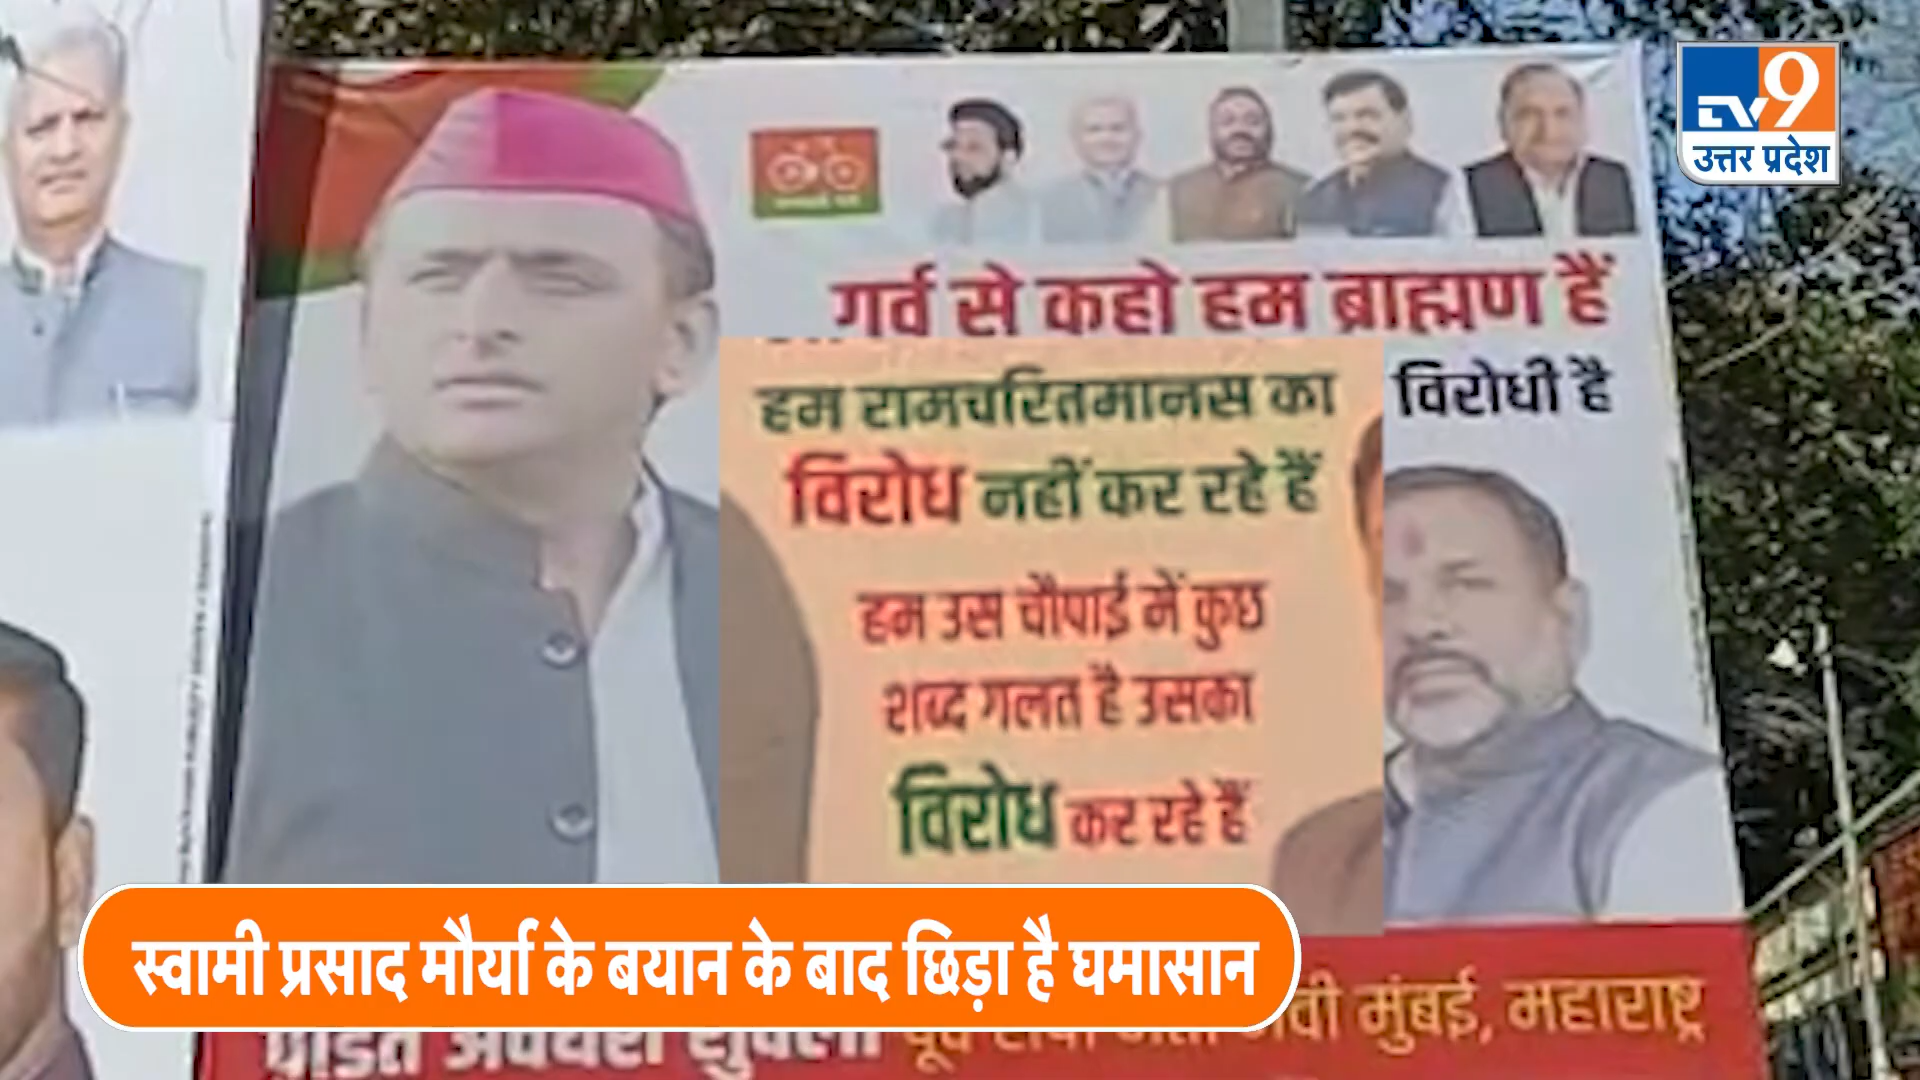 TV9
उत्तर प्रदेश
गर्व से कहो हम ब्राह्मण हैं
विरोधी है
हम रामचरितमानस का
विरोध नहीं कर रहे हैं
हम उस चौपाई में कुछ
शब्द गलत है उसका
विरोध कर रहे हैं
स्वामी प्रसाद मौर्या के बयान के बाद छिड़ा है घमासान
मुंबई, महाराष्ट्र